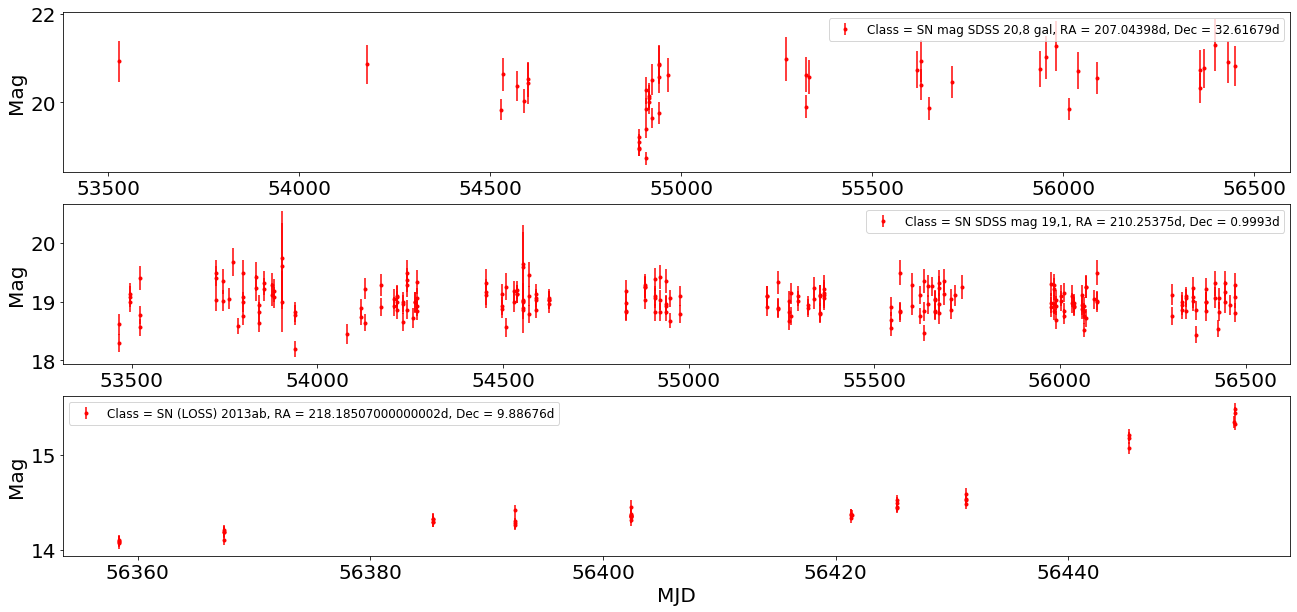 22
Class = SN mag SDSS 20,8 gal, RA = 207.04398d, Dec = 32.61679d
Mag
20
53500 54000 54500 55000 55500 56000 56500
Class = SN SDSS mag 19,1, RA = 210.25375d, Dec = 0.9993d
20
Mag
19
18
53500 54000 54500 55000 55500 56000 56500
Class = SN (LOSS) 2013ab, RA = 218.18507000000002d, Dec = 9.88676d
15
Mag
14
56360 56380 56400 56420 56440
MJD